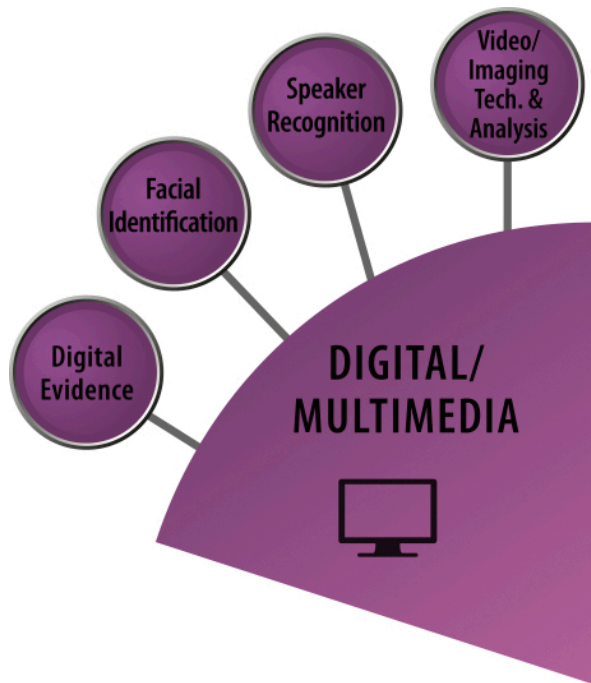 Video/
Imaging
Tech. &
Analysis
Speaker
Recognition
Facial
Identification
Digital
Evidence
DIGITAL/
MULTIMEDIA